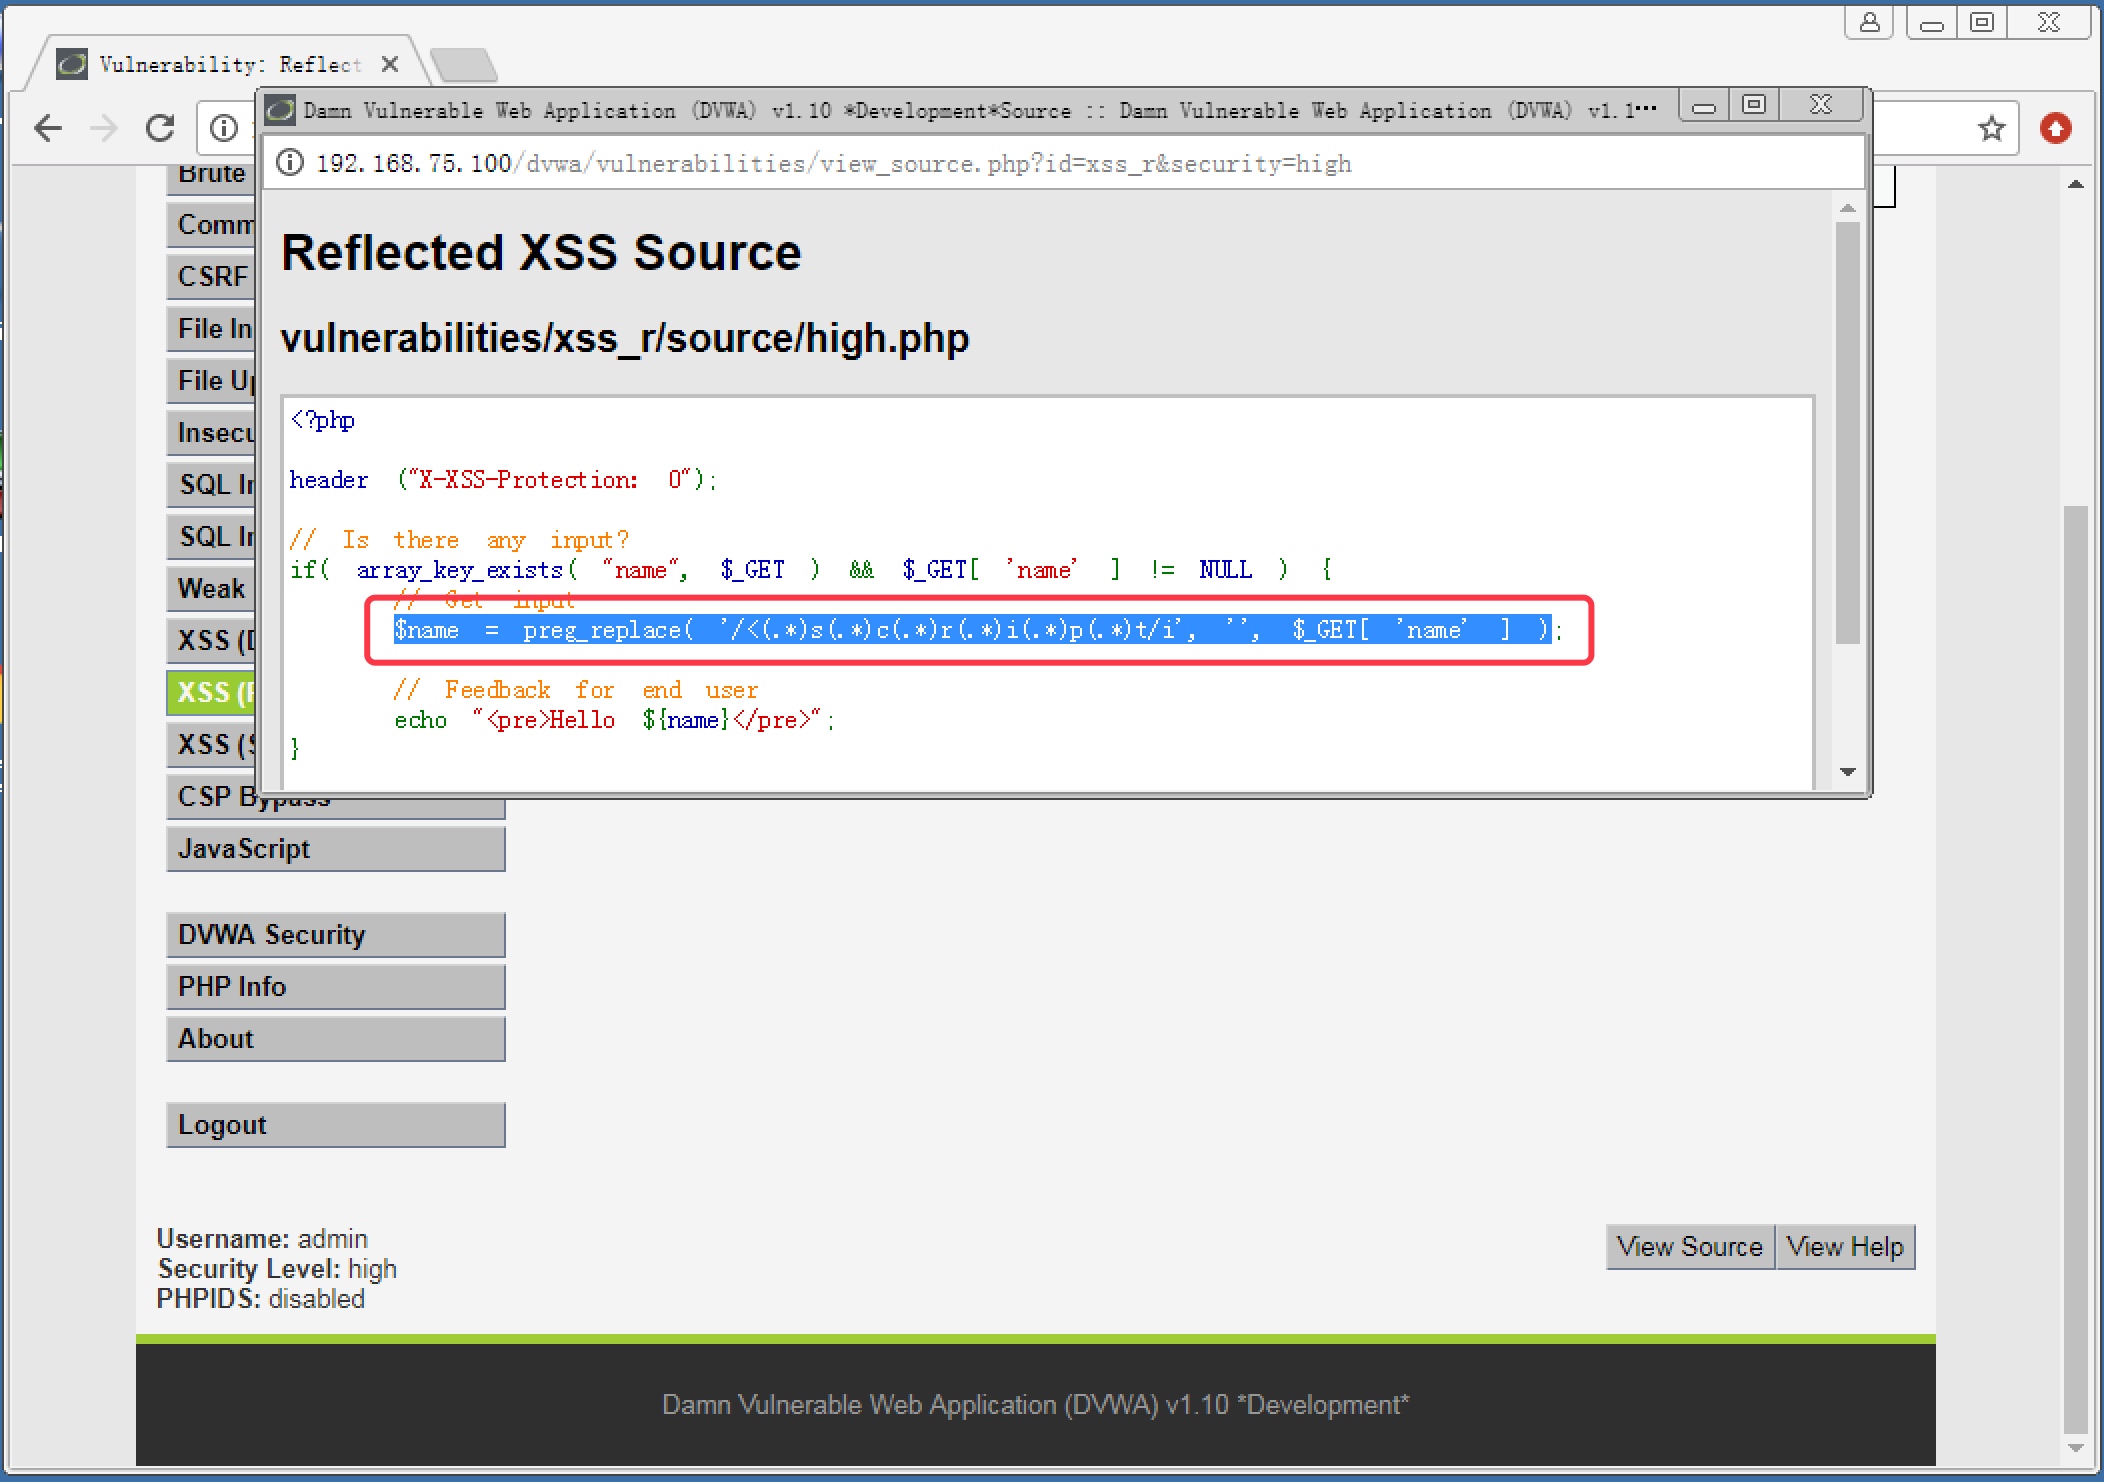 Vulnerability: Reflect
Damn Vulnerable Web Application (DVWA) v1.10 *Development*Source :: Damn Vulnerable Web Application (DVWA) v1.1···
192.168.75.100/dvwa/vulnerabilities/view_source.php?id=xss_r&security=high
Reflected XSS Source
vulnerabilities/xss_r/source/high.php
<?php
header ("X-XSS-Protection: 0");
// Is there any input?
if( array_key_exists( "name", $_GET ) && $_GET[ 'name' ] != NULL ) {
// Get input
$name = preg_replace( '/<(.*)s(.*)c(.*)r(.*)i(.*)p(.*)t/i', '', $_GET[ 'name' ] );
// Feedback for end user
echo "<pre>Hello ${name}</pre>";
}
Brute
Comm
CSRF
File In
File Up
Insecu
SQL In
SQL In
Weak
XSS (D
XSS (R
XSS (S
CSP Bypass
JavaScript
DVWA Security
PHP Info
About
Logout
Username: admin
Security Level: high
PHPIDS: disabled
View Source View Help
Damn Vulnerable Web Application (DVWA) v1.10 *Development*